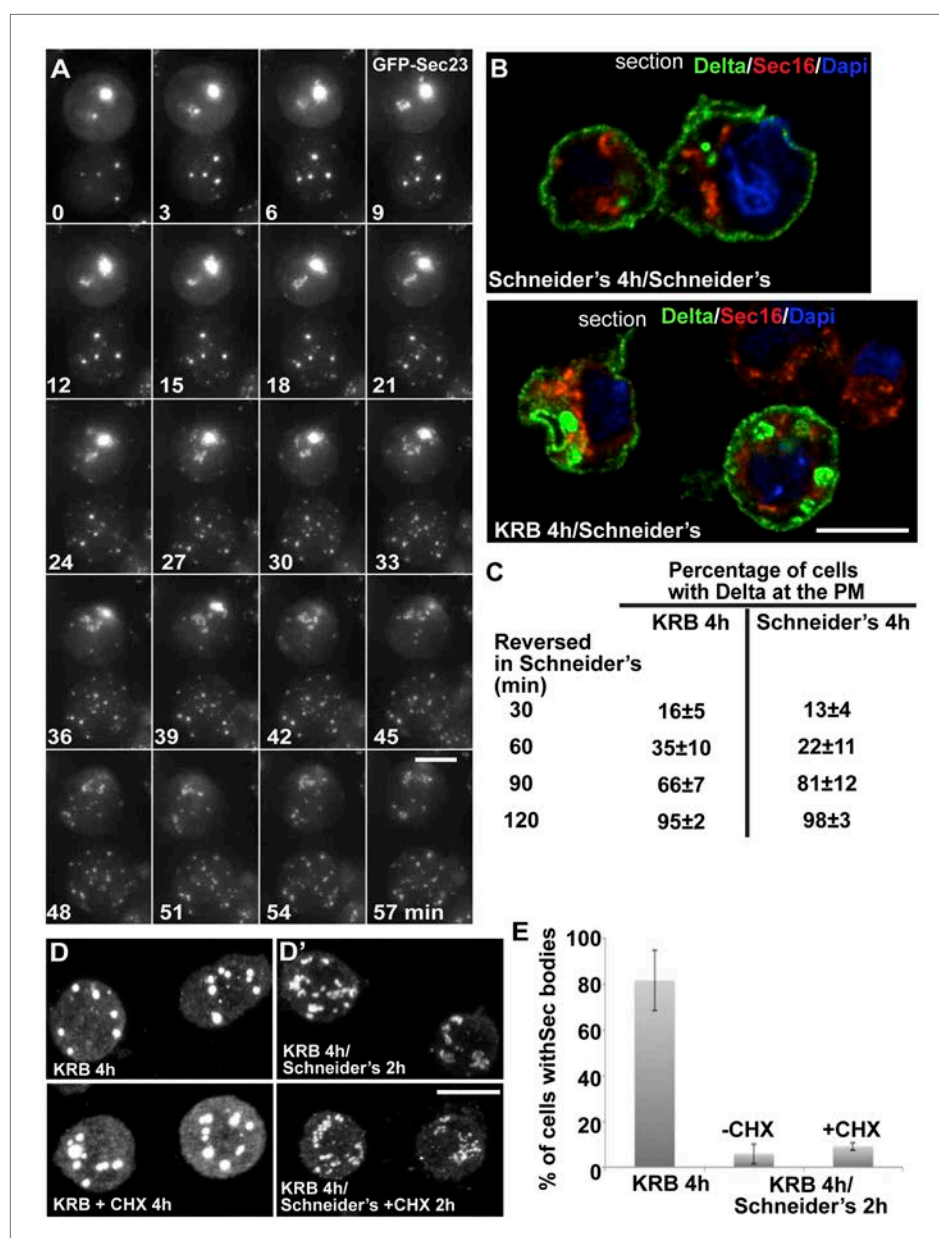 A
GFP-Sec23
0
3
6
9
12
15
18
21
24
27
30
33
36
39
42
45
48
51
54
57 min
B
section Delta/Sec16/Dapi
Schneider's 4h/Schneider's
section Delta/Sec16/Dapi
KRB 4h/Schneider's
C
Percentage of cells
with Delta at the PM
KRB 4h Schneider's 4h
Reversed
in Schneider's
(min)
30 16±5 13±4
60 35±10 22±11
90 66±7 81±12
120 95±2 98±3
D
KRB 4h
KRB + CHX 4h
D'
KRB 4h/
Schneider's 2h
KRB 4h/
Schneider's +CHX 2h
E
% of cells withSec bodies
100
80
60
40
20
0
-CHX +CHX
KRB 4h KRB 4h/
Schneider's 2h